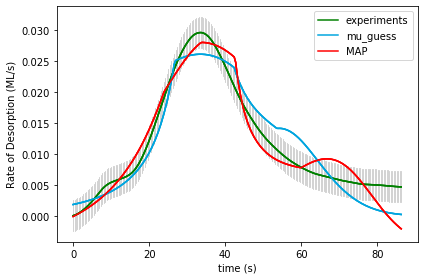 experiments
mu_guess
MAP
Rate of Desorption (ML/s)
0.030
0.025
0.020
0.015
0.010
0.005
0.000
0 20 40 60 80
time (s)